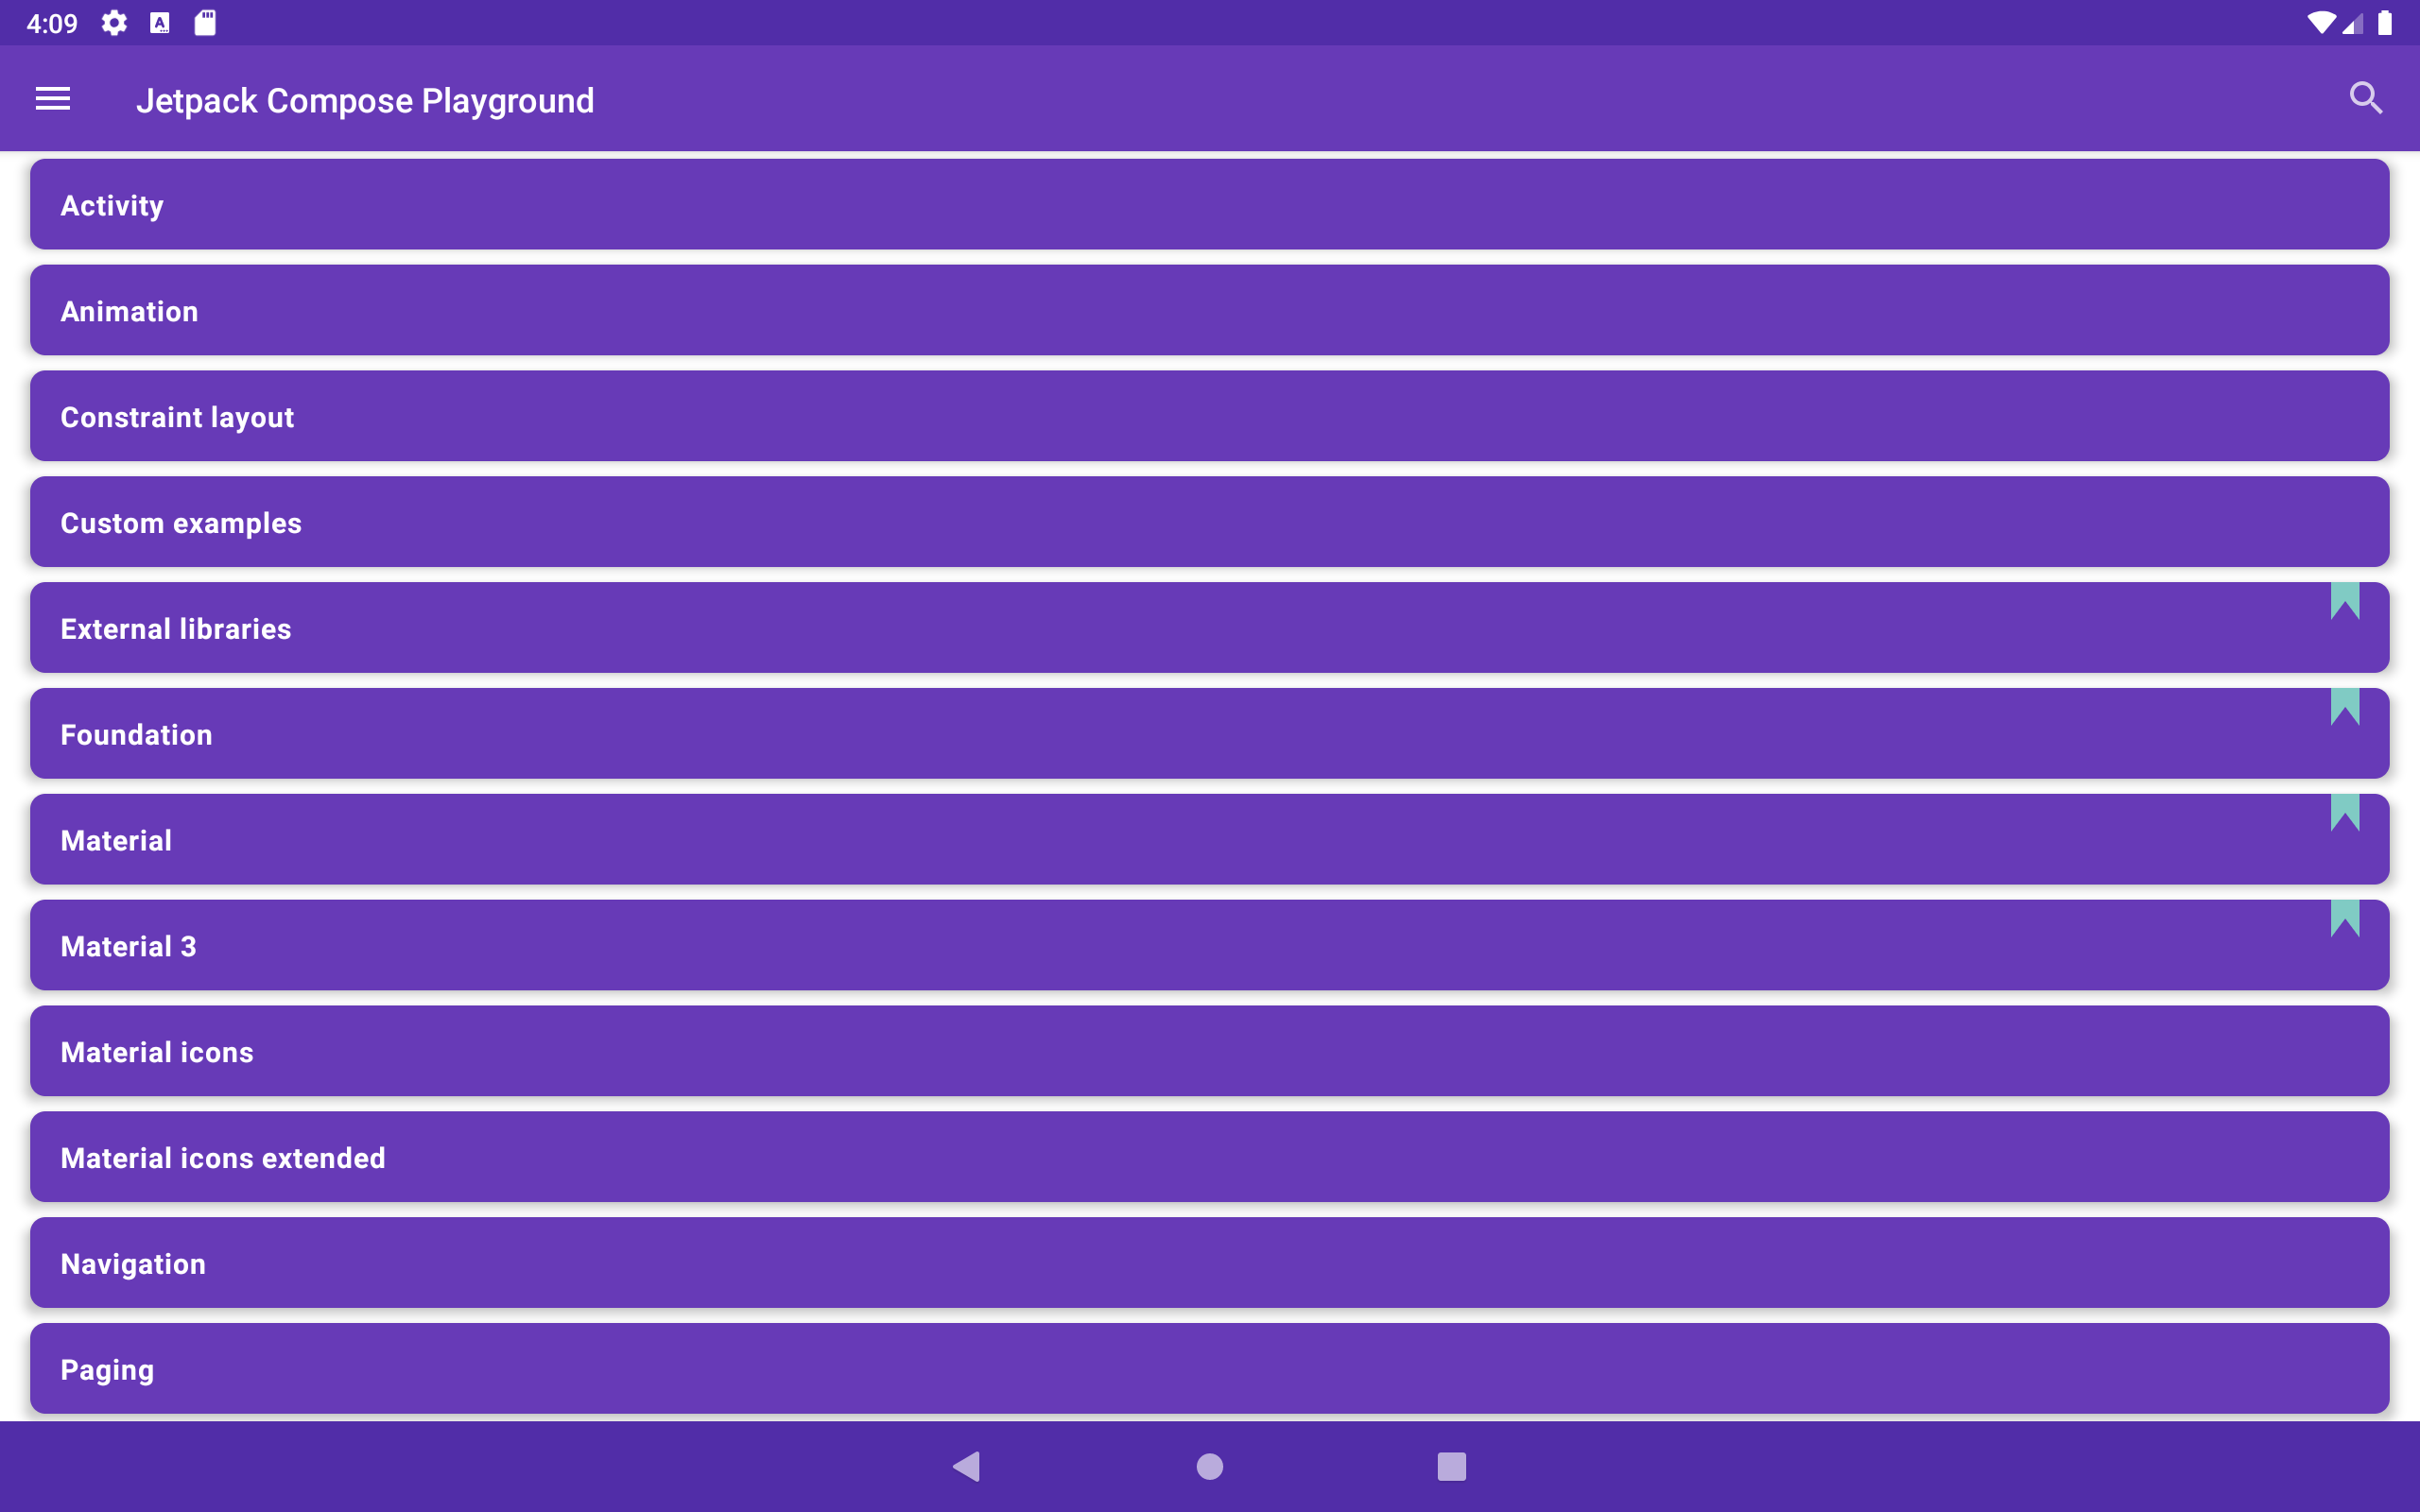 4:09
Jetpack Compose Playground
Activity
Animation
Constraint layout
Custom examples
External libraries
Foundation
Material
Material 3
Material icons
Material icons extended
Navigation
Paging